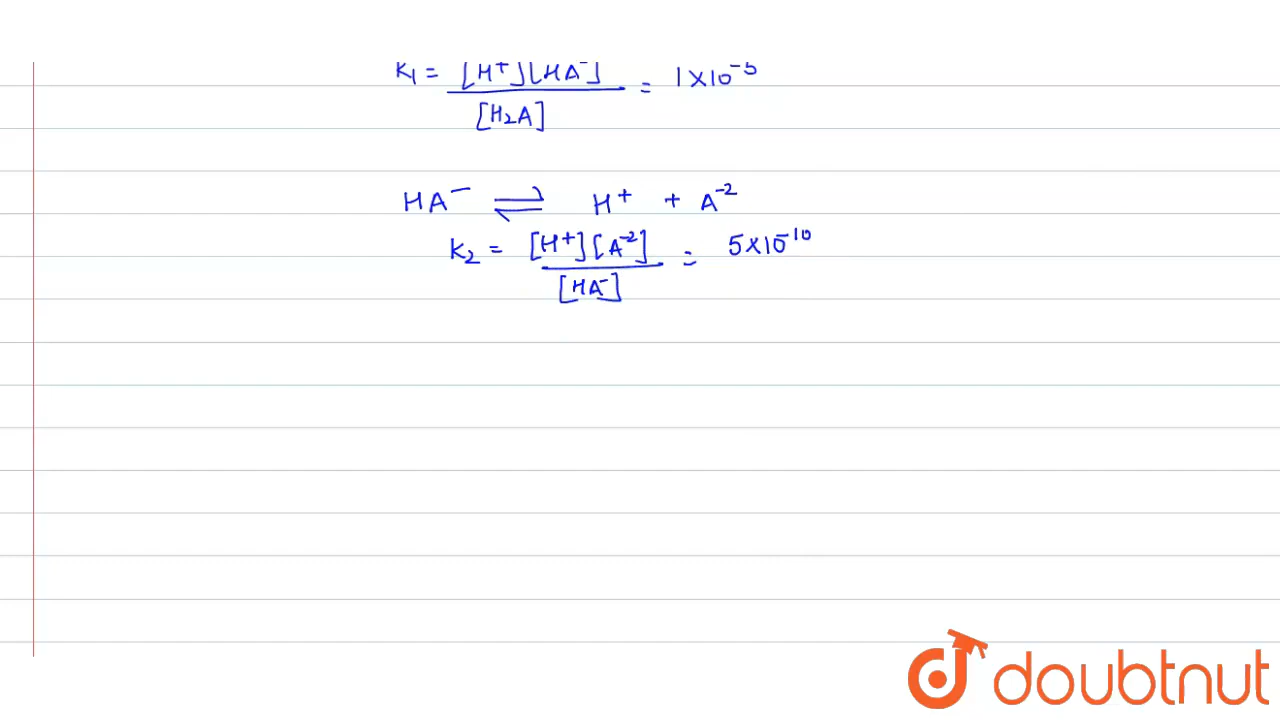 K₁ = [H⁺][HA⁻] / [H₂A] = 1×10⁻⁵
HA⁻ ⇌ H⁺ + A⁻²
K₂ = [H⁺][A⁻²] / [HA⁻] = 5×10⁻¹⁰
doubtnut